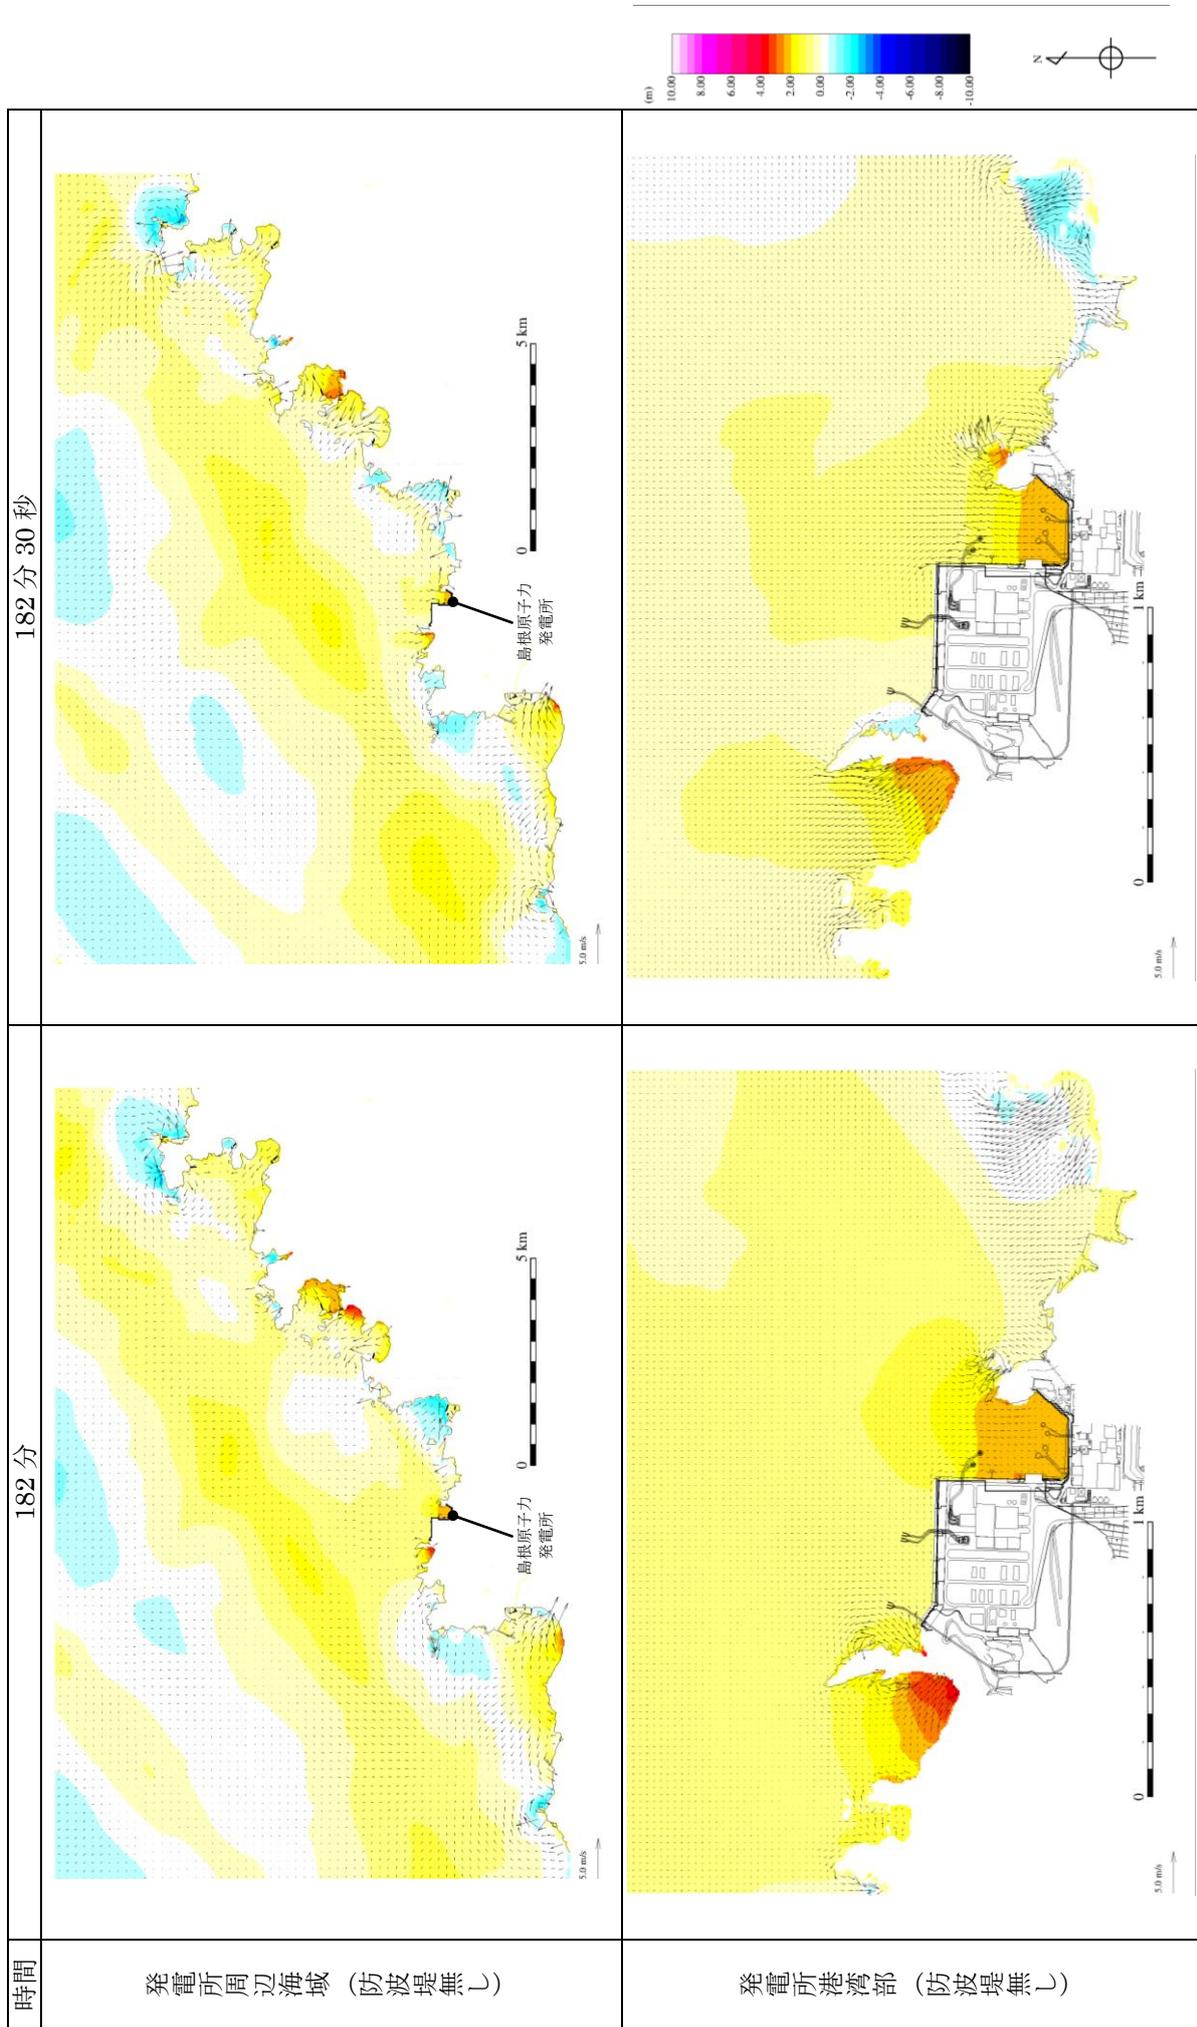 時間
182分
182分30秒
発電所周辺海域（防波堤無し）
島根原子力
発電所
0
5 km
5.0 m/s
島根原子力
発電所
0
5 km
5.0 m/s
発電所港湾部（防波堤無し）
0
1 km
5.0 m/s
0
1 km
5.0 m/s
(m)
10.00
8.00
6.00
4.00
2.00
0.00
-2.00
-4.00
-6.00
-8.00
-10.00
N